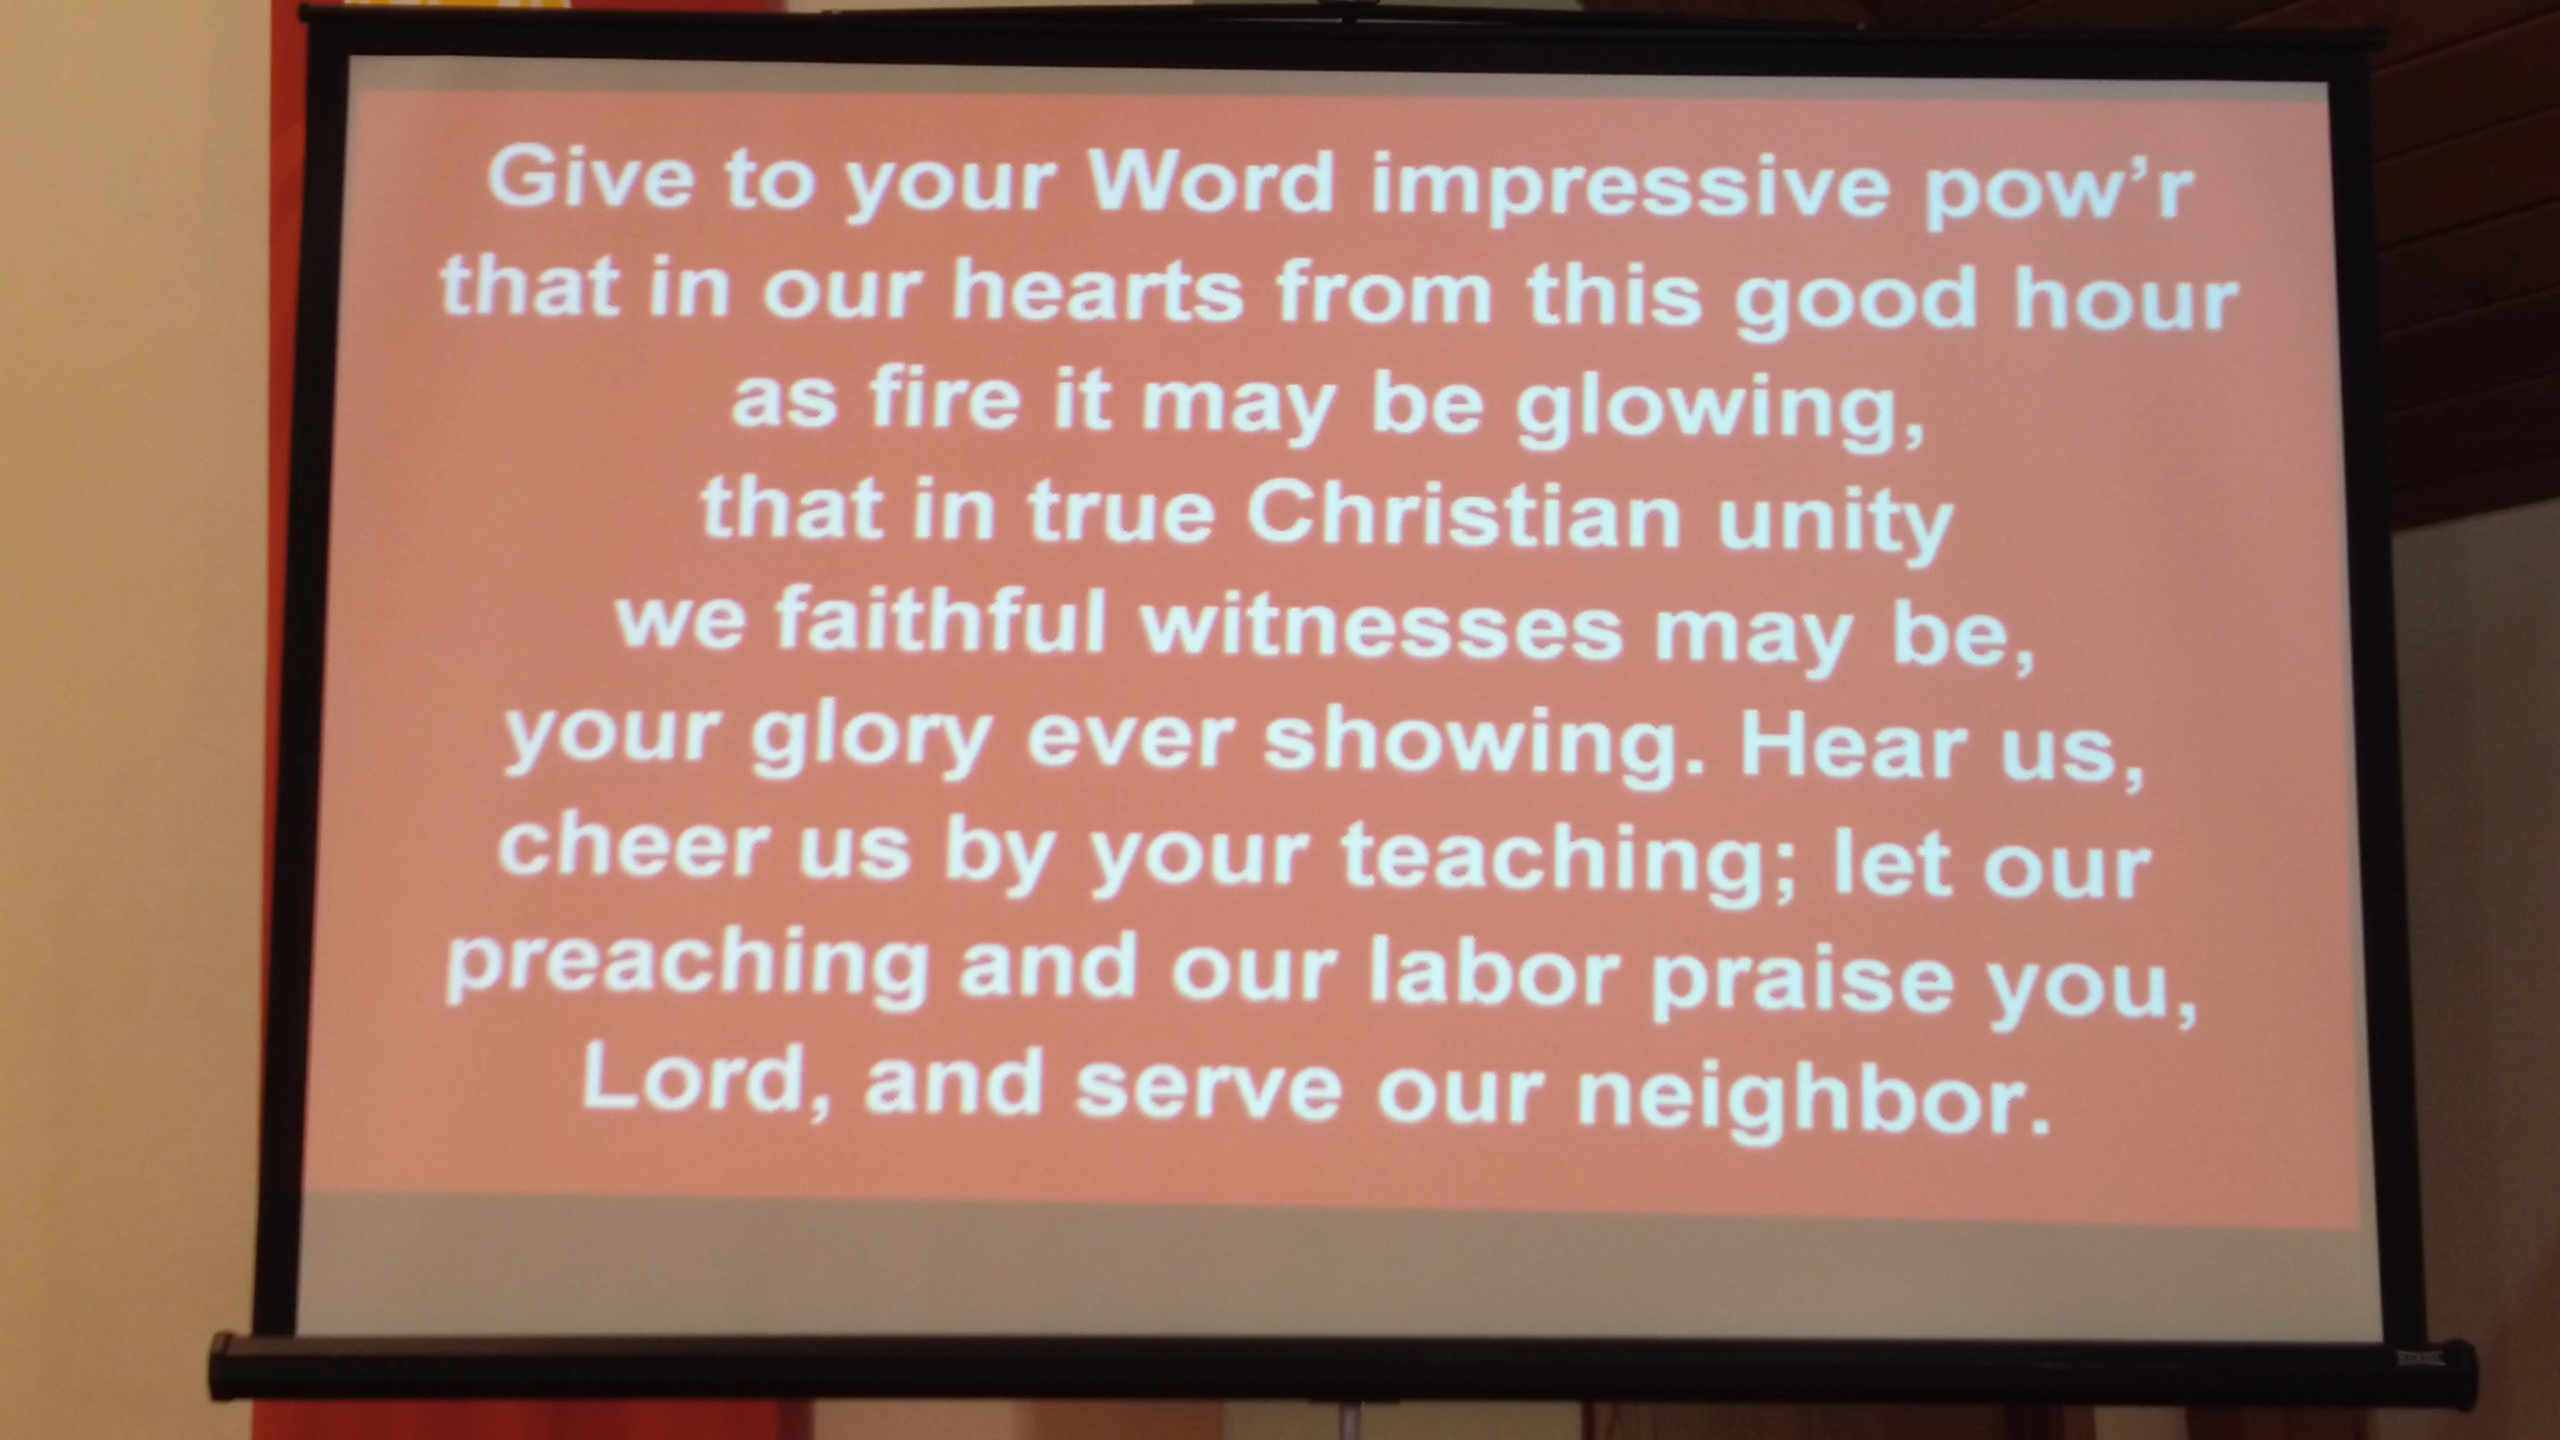 Give to your Word impressive pow’r
that in our hearts from this good hour
as fire it may be glowing,
that in true Christian unity
we faithful witnesses may be,
your glory ever showing. Hear us,
cheer us by your teaching; let our
preaching and our labor praise you,
Lord, and serve our neighbor.